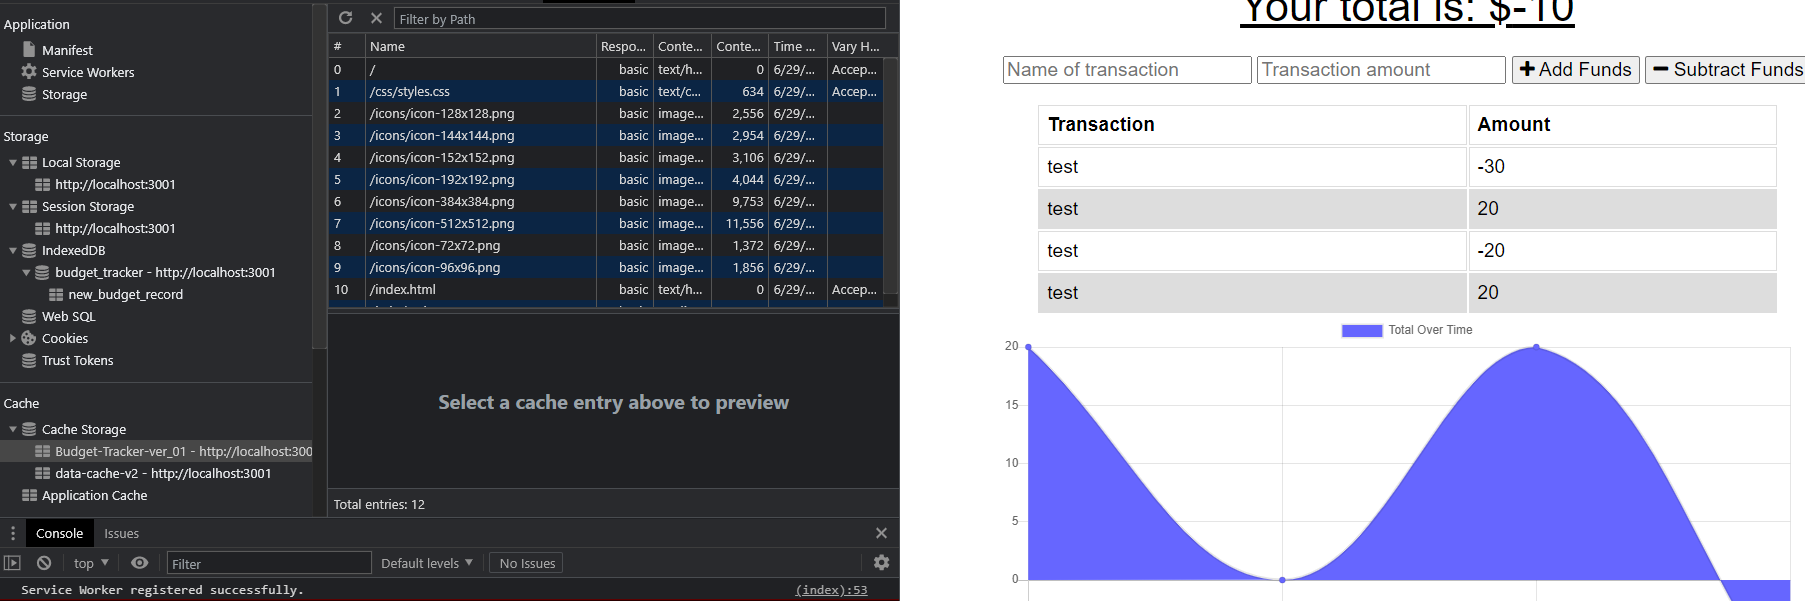 Application
Manifest
Service Workers
Storage
Storage
Local Storage
http://localhost:3001
Session Storage
http://localhost:3001
IndexedDB
budget_tracker - http://localhost:3001
new_budget_record
Web SQL
Cookies
Trust Tokens
Cache
Cache Storage
Budget-Tracker-ver_01 - http://localhost:300
data-cache-v2 - http://localhost:3001
Application Cache
Filter by Path
# Name Respo... Conte... Conte... Time ... Vary H...
0 / basic text/h... 0 6/29/... Accep...
1 /css/styles.css basic text/c... 634 6/29/... Accep...
2 /icons/icon-128x128.png basic image... 2,556 6/29/...
3 /icons/icon-144x144.png basic image... 2,954 6/29/...
4 /icons/icon-152x152.png basic image... 3,106 6/29/...
5 /icons/icon-192x192.png basic image... 4,044 6/29/...
6 /icons/icon-384x384.png basic image... 9,753 6/29/...
7 /icons/icon-512x512.png basic image... 11,556 6/29/...
8 /icons/icon-72x72.png basic image... 1,372 6/29/...
9 /icons/icon-96x96.png basic image... 1,856 6/29/...
10 /index.html basic text/h... 0 6/29/... Accep...
Select a cache entry above to preview
Total entries: 12
Console Issues
top Filter Default levels No Issues
Service Worker registered successfully. (index):53
Your total is: $-10
Name of transaction Transaction amount Add Funds Subtract Funds
Transaction Amount
test -30
test 20
test -20
test 20
Total Over Time
20
15
10
5
0